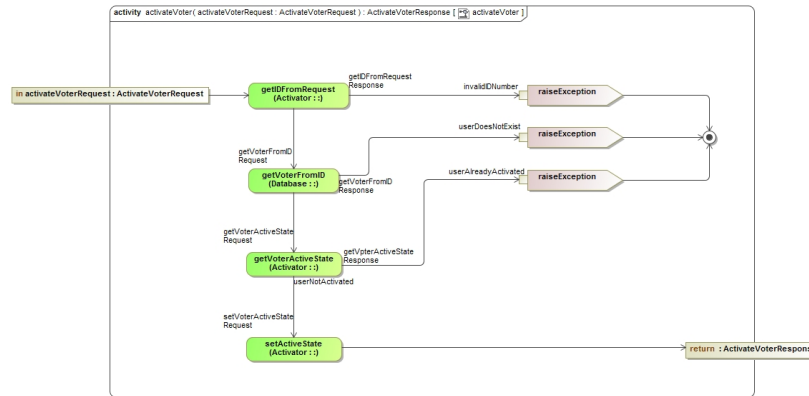 activity activateVoter( activateVoterRequest : ActivateVoterRequest ) : ActivateVoterResponse [ activateVoter ]
getIDFromRequest
Response
invalidIDNumber
in activateVoterRequest : ActivateVoterRequest
getIDFromRequest
(Activator : :)
raiseException
userDoesNotExist
raiseException
getVoterFromID
Request
getVoterFromID
(Database : :)
getVoterFromID
Response
userAlreadyActivated
raiseException
getVoterActiveState
Request
getVoterActiveState
(Activator : :)
getVpterActiveState
Response
userNotActivated
setVoterActiveState
Request
setActiveState
(Activator : :)
return : ActivateVoterRespons